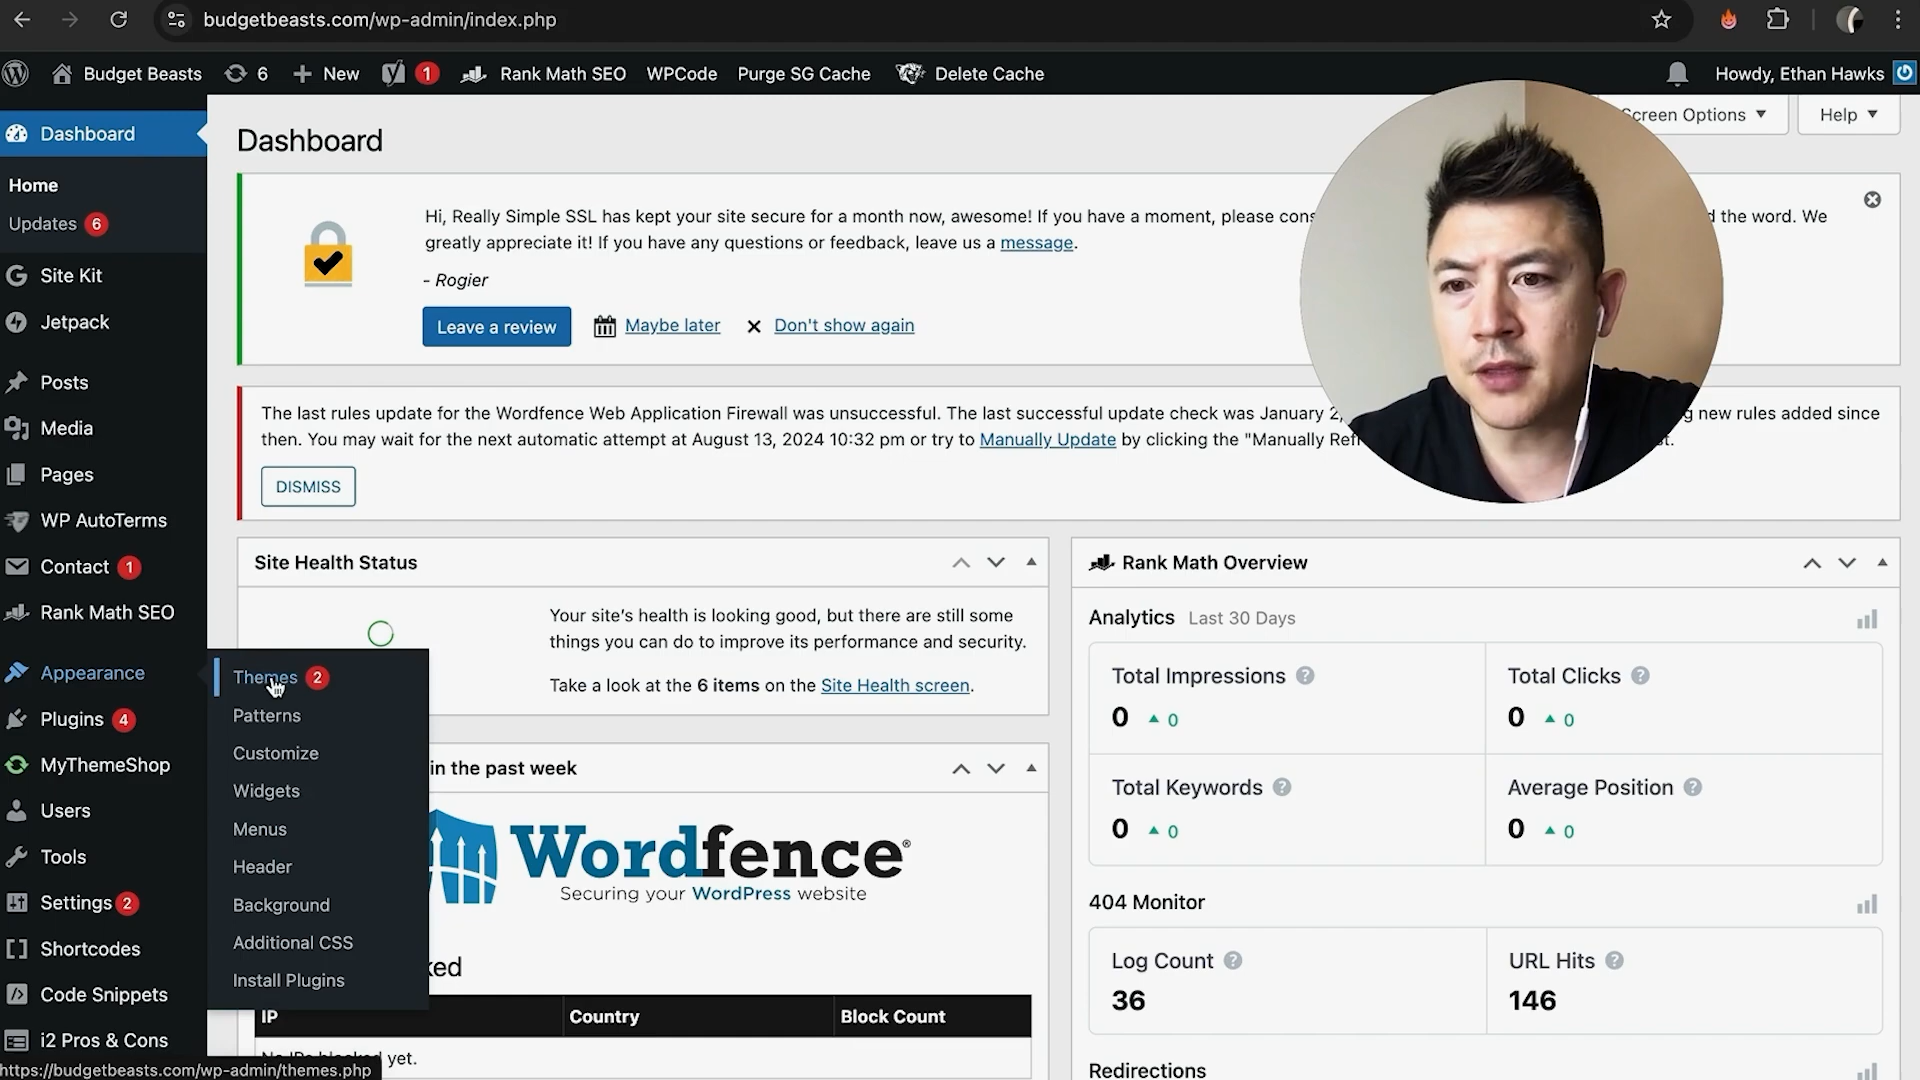 budgetbeasts.com/wp-admin/index.php
Budget Beasts
6
New
1
Rank Math SEO
WPCode
Purge SG Cache
Delete Cache
Howdy, Ethan Hawks
Dashboard
Home
Updates 6
Site Kit
Jetpack
Posts
Media
Pages
WP AutoTerms
Contact 1
Rank Math SEO
Appearance
Plugins 4
MyThemeShop
Users
Tools
Settings 2
Shortcodes
Code Snippets
i2 Pros & Cons
Themes 2
Patterns
Customize
Widgets
Menus
Header
Background
Additional CSS
Install Plugins
Dashboard
Screen Options
Help
Hi, Really Simple SSL has kept your site secure for a month now, awesome! If you have a moment, please d the word. We
greatly appreciate it! If you have any questions or feedback, leave us a message.
- Rogier
Leave a review
Maybe later
Don't show again
The last rules update for the Wordfence Web Application Firewall was unsuccessful. The last successful update check was January 2, new rules added since
then. You may wait for the next automatic attempt at August 13, 2024 10:32 pm or try to Manually Update by clicking the "Manually
DISMISS
Site Health Status
Your site's health is looking good, but there are still some
things you can do to improve its performance and security.
Take a look at the 6 items on the Site Health screen.
in the past week
Wordfence®
Securing your WordPress website
ked
IP
Country
Block Count
yet.
Rank Math Overview
Analytics Last 30 Days
Total Impressions
0 0
Total Clicks
0 0
Total Keywords
0 0
Average Position
0 0
404 Monitor
Log Count
36
URL Hits
146
Redirections
https://budgetbeasts.com/wp-admin/themes.php